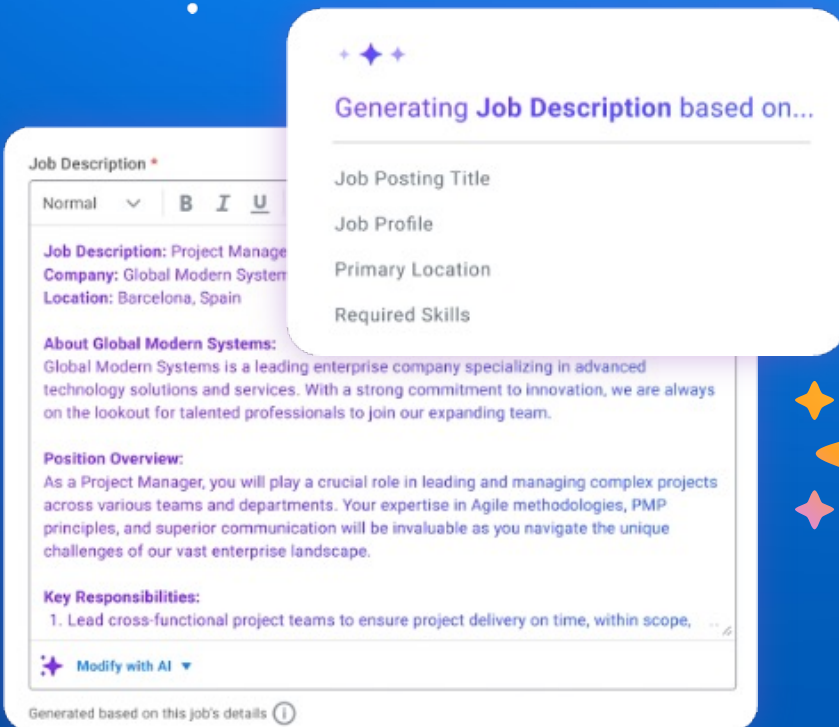 Generating Job Description based on...
Job Posting Title
Job Profile
Primary Location
Required Skills
Job Description *
Normal B I U
Job Description: Project Manage
Company: Global Modern System
Location: Barcelona, Spain
About Global Modern Systems:
Global Modern Systems is a leading enterprise company specializing in advanced
technology solutions and services. With a strong commitment to innovation, we are always
on the lookout for talented professionals to join our expanding team.
Position Overview:
As a Project Manager, you will play a crucial role in leading and managing complex projects
across various teams and departments. Your expertise in Agile methodologies, PMP
principles, and superior communication will be invaluable as you navigate the unique
challenges of our vast enterprise landscape.
Key Responsibilities:
1. Lead cross-functional project teams to ensure project delivery on time, within scope,
Modify with AI
Generated based on this job's details i